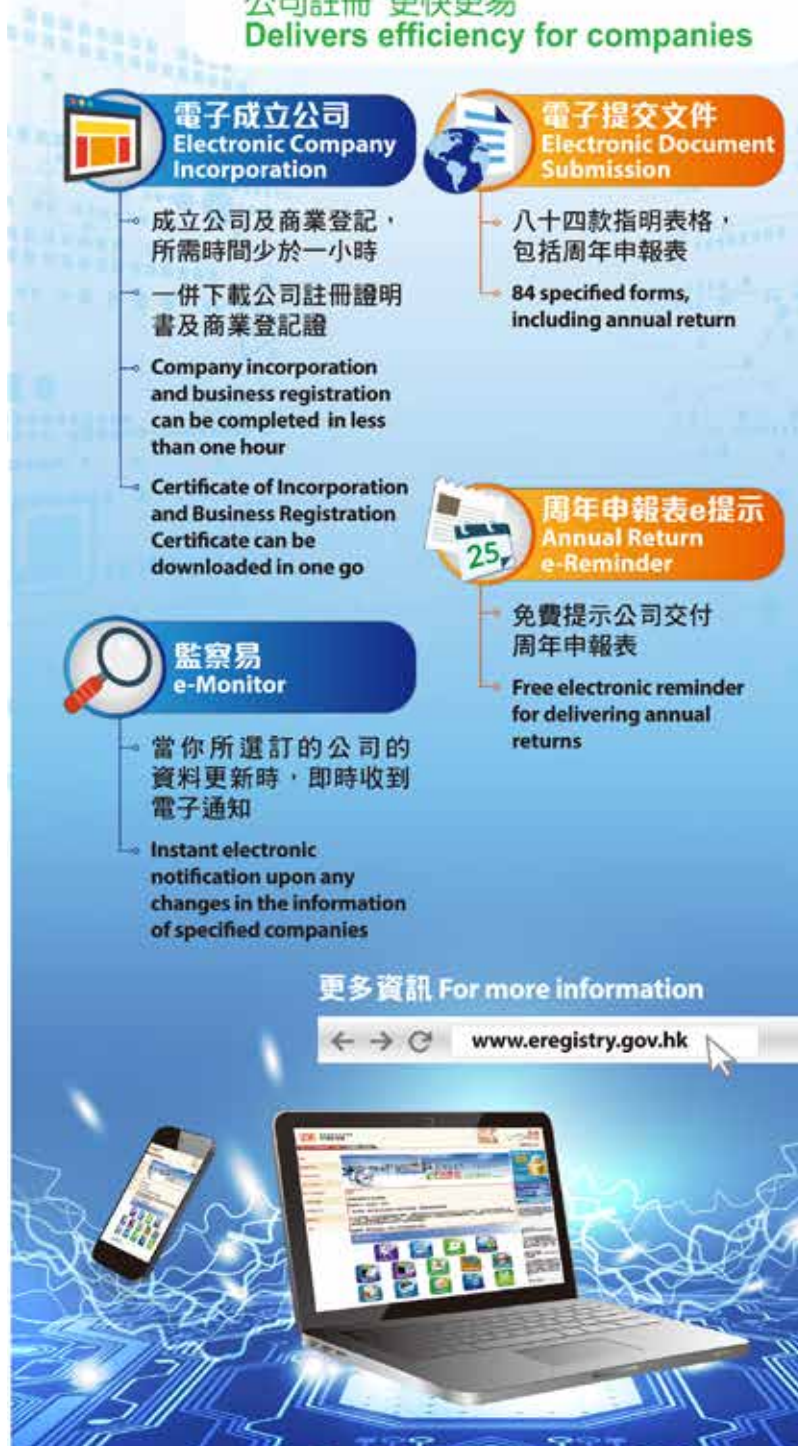 公司註冊 更快更易
Delivers efficiency for companies
電子成立公司
Electronic Company
Incorporation
成立公司及商業登記，
所需時間少於一小時
一併下載公司註冊證明
書及商業登記證
Company incorporation
and business registration
can be completed in less
than one hour
Certificate of Incorporation
and Business Registration
Certificate can be
downloaded in one go
電子提交文件
Electronic Document
Submission
八十四款指明表格，
包括周年申報表
84 specified forms,
including annual return
周年申報表e提示
Annual Return
e-Reminder
25
免費提示公司交付
周年申報表
Free electronic reminder
for delivering annual
returns
監察易
e-Monitor
當你所選訂的公司的
資料更新時，即時收到
電子通知
Instant electronic
notification upon any
changes in the information
of specified companies
更多資訊 For more information
www.eregistry.gov.hk